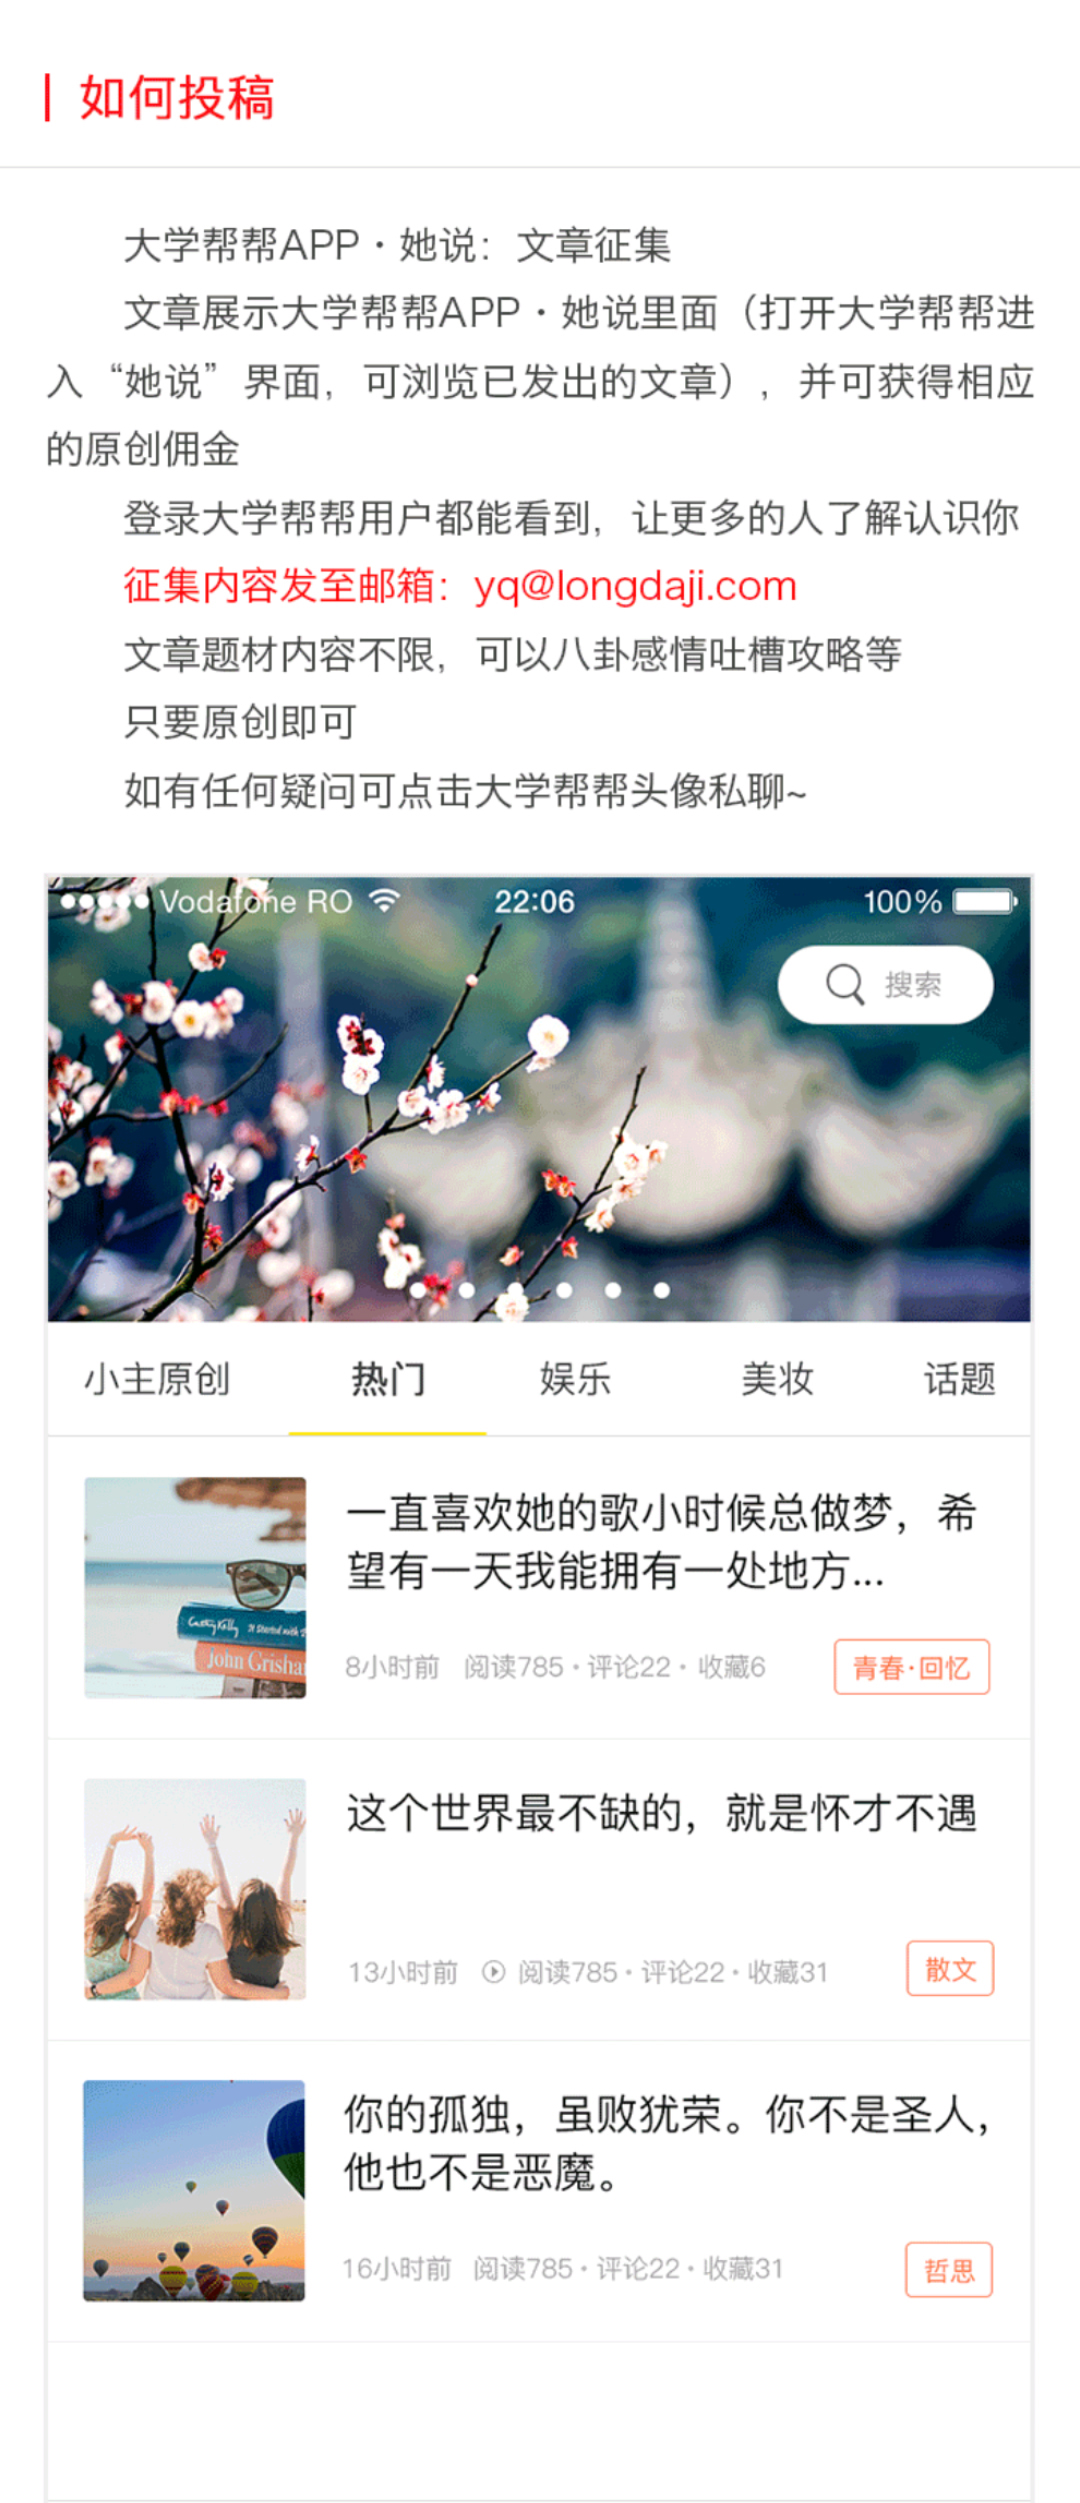 如何投稿
大学帮帮APP·她说：文章征集
文章展示大学帮帮APP·她说里面（打开大学帮帮进
入“她说”界面，可浏览已发出的文章），并可获得相应
的原创佣金
登录大学帮帮用户都能看到，让更多的人了解认识你
征集内容发至邮箱：yq@longdaji.com
文章题材内容不限，可以八卦感情吐槽攻略等
只要原创即可
如有任何疑问可点击大学帮帮头像私聊~
Vodafone RO 22:06 100%
搜索
小主原创 热门 娱乐 美妆 话题
一直喜欢她的歌小时候总做梦，希
望有一天我能拥有一处地方...
Cathy Kelly It Started with
John Grisha
8小时前 阅读785·评论22·收藏6 青春·回忆
这个世界最不缺的，就是怀才不遇
13小时前 阅读785·评论22·收藏31 散文
你的孤独，虽败犹荣。你不是圣人，
他也不是恶魔。
16小时前 阅读785·评论22·收藏31 哲思